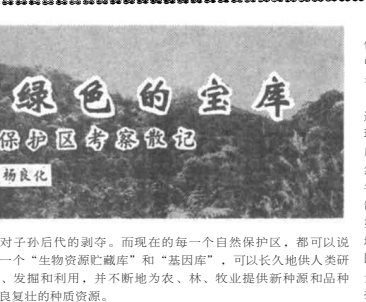 绿色的宝库
保护区考察散记
杨良化
对子孙后代的剥夺。而现在的每一个自然保护区，都可以说
一个“生物资源贮藏库”和“基因库”，可以长久地供人类研
、发掘和利用，并不断地为农、林、牧业提供新种源和品种
良复壮的种质资源。